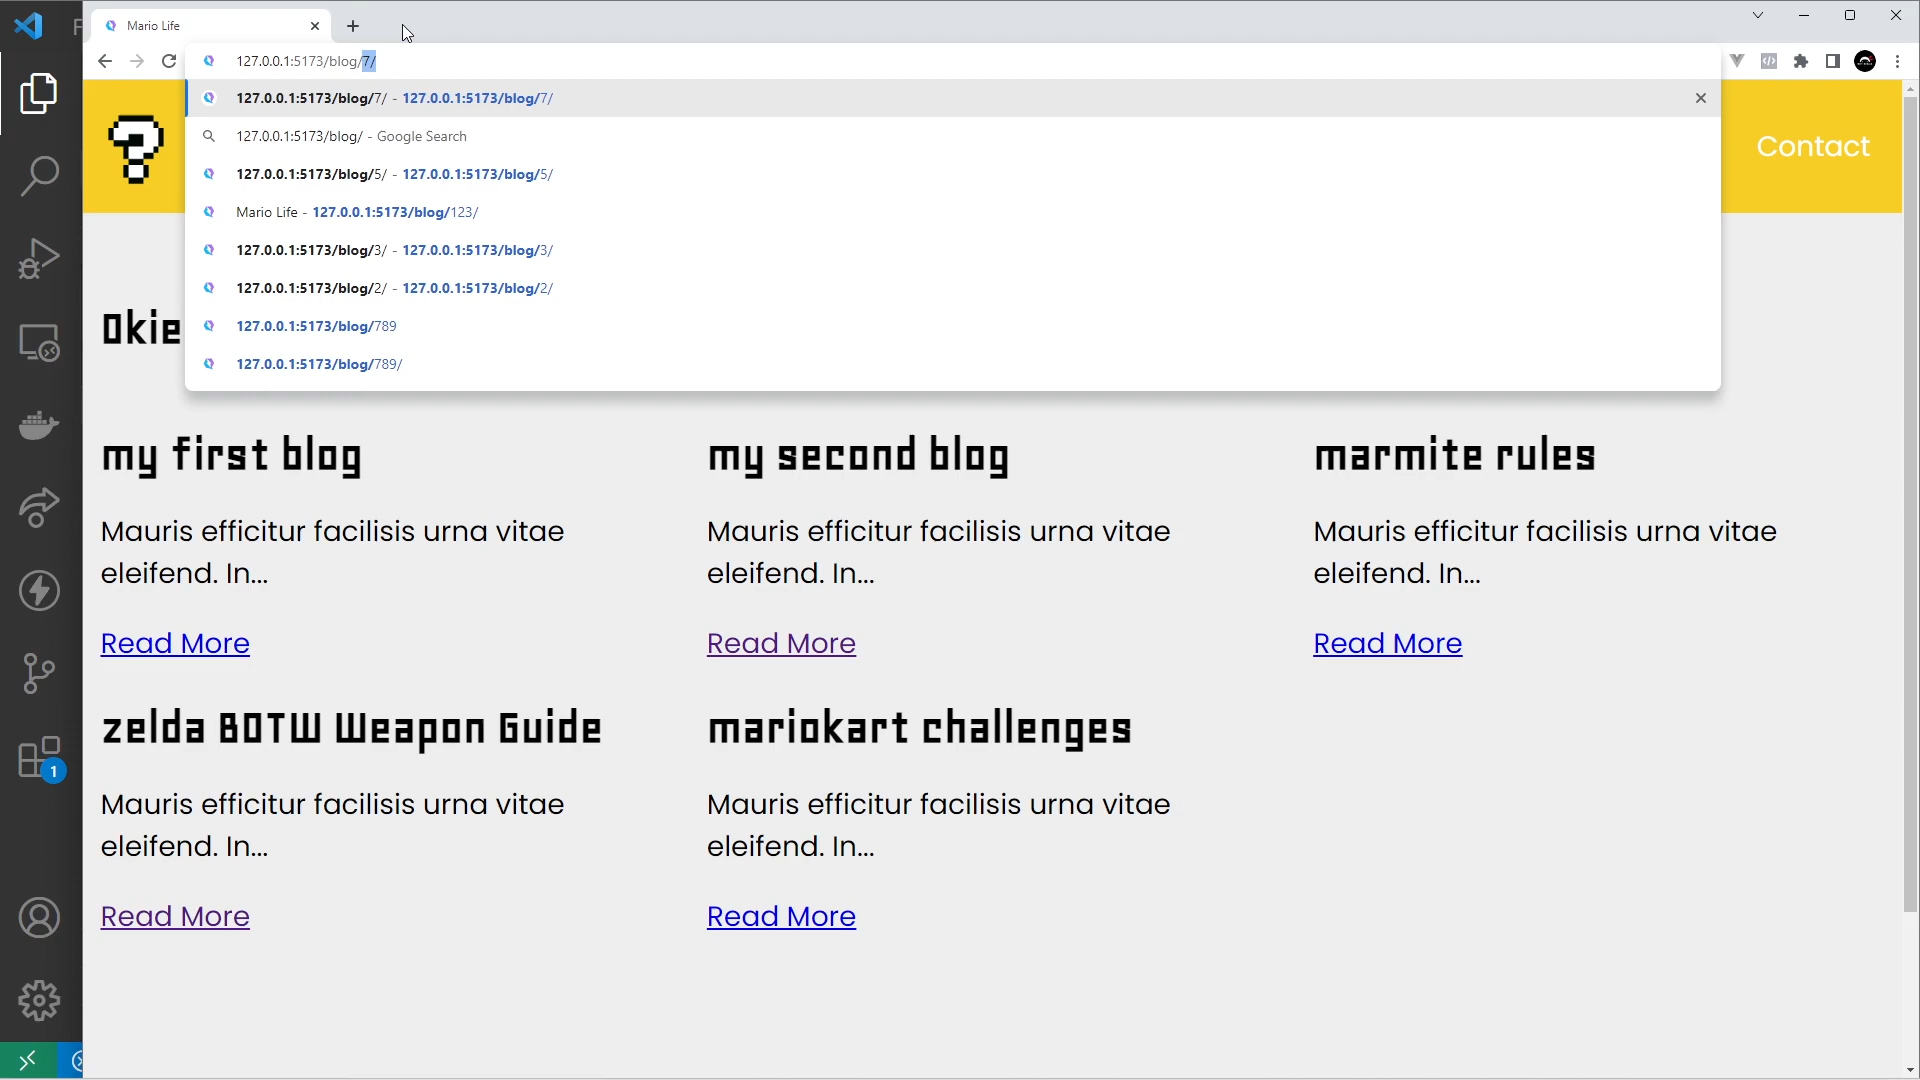 F
Mario Life
127.0.0.1:5173/blog/7/
127.0.0.1:5173/blog/7/ - 127.0.0.1:5173/blog/7/
127.0.0.1:5173/blog/ - Google Search
127.0.0.1:5173/blog/5/ - 127.0.0.1:5173/blog/5/
Mario Life - 127.0.0.1:5173/blog/123/
127.0.0.1:5173/blog/3/ - 127.0.0.1:5173/blog/3/
127.0.0.1:5173/blog/2/ - 127.0.0.1:5173/blog/2/
127.0.0.1:5173/blog/789
127.0.0.1:5173/blog/789/
?
Contact
Okie
my first blog
Mauris efficitur facilisis urna vitae
eleifend. In...
Read More
my second blog
Mauris efficitur facilisis urna vitae
eleifend. In...
Read More
marmite rules
Mauris efficitur facilisis urna vitae
eleifend. In...
Read More
zelda BOTW Weapon Guide
Mauris efficitur facilisis urna vitae
eleifend. In...
Read More
mariokart challenges
Mauris efficitur facilisis urna vitae
eleifend. In...
Read More
1